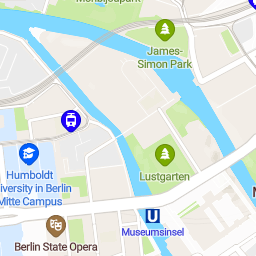 James-
Simon Park
Humboldt
University in Berlin
Mitte Campus
Lustgarten
U
Museumsinsel
Berlin State Opera